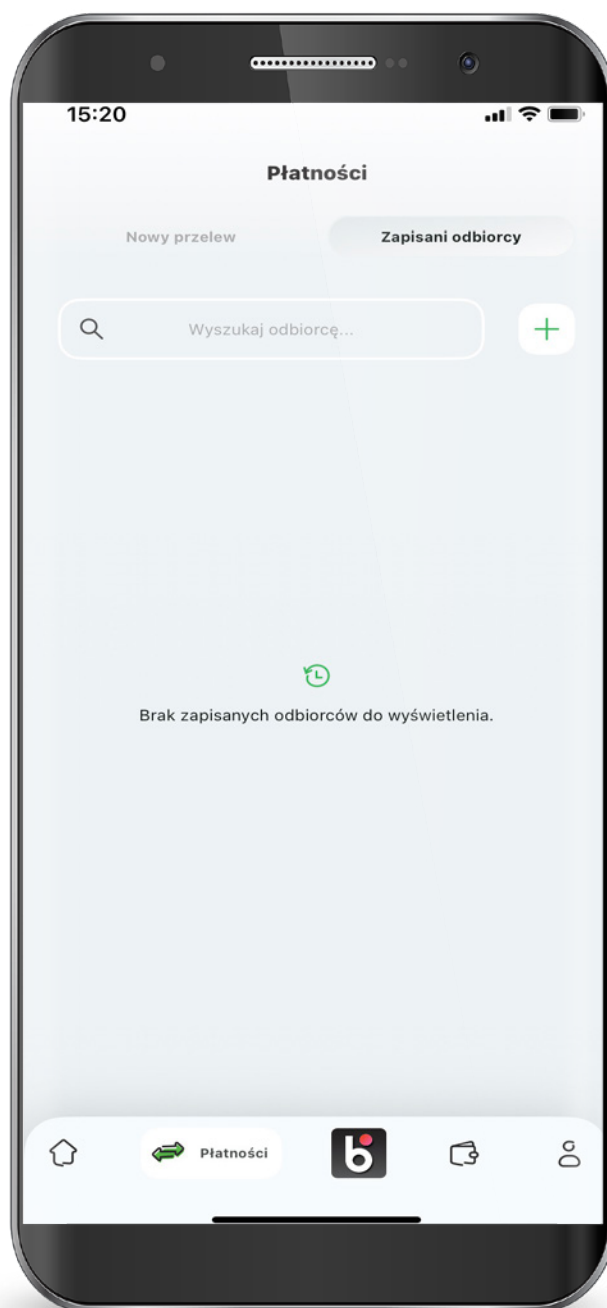 15:20
Płatności
Nowy przelew
Zapisani odbiorcy
Wyszukaj odbiorcę...
Brak zapisanych odbiorców do wyświetlenia.
Płatności
b